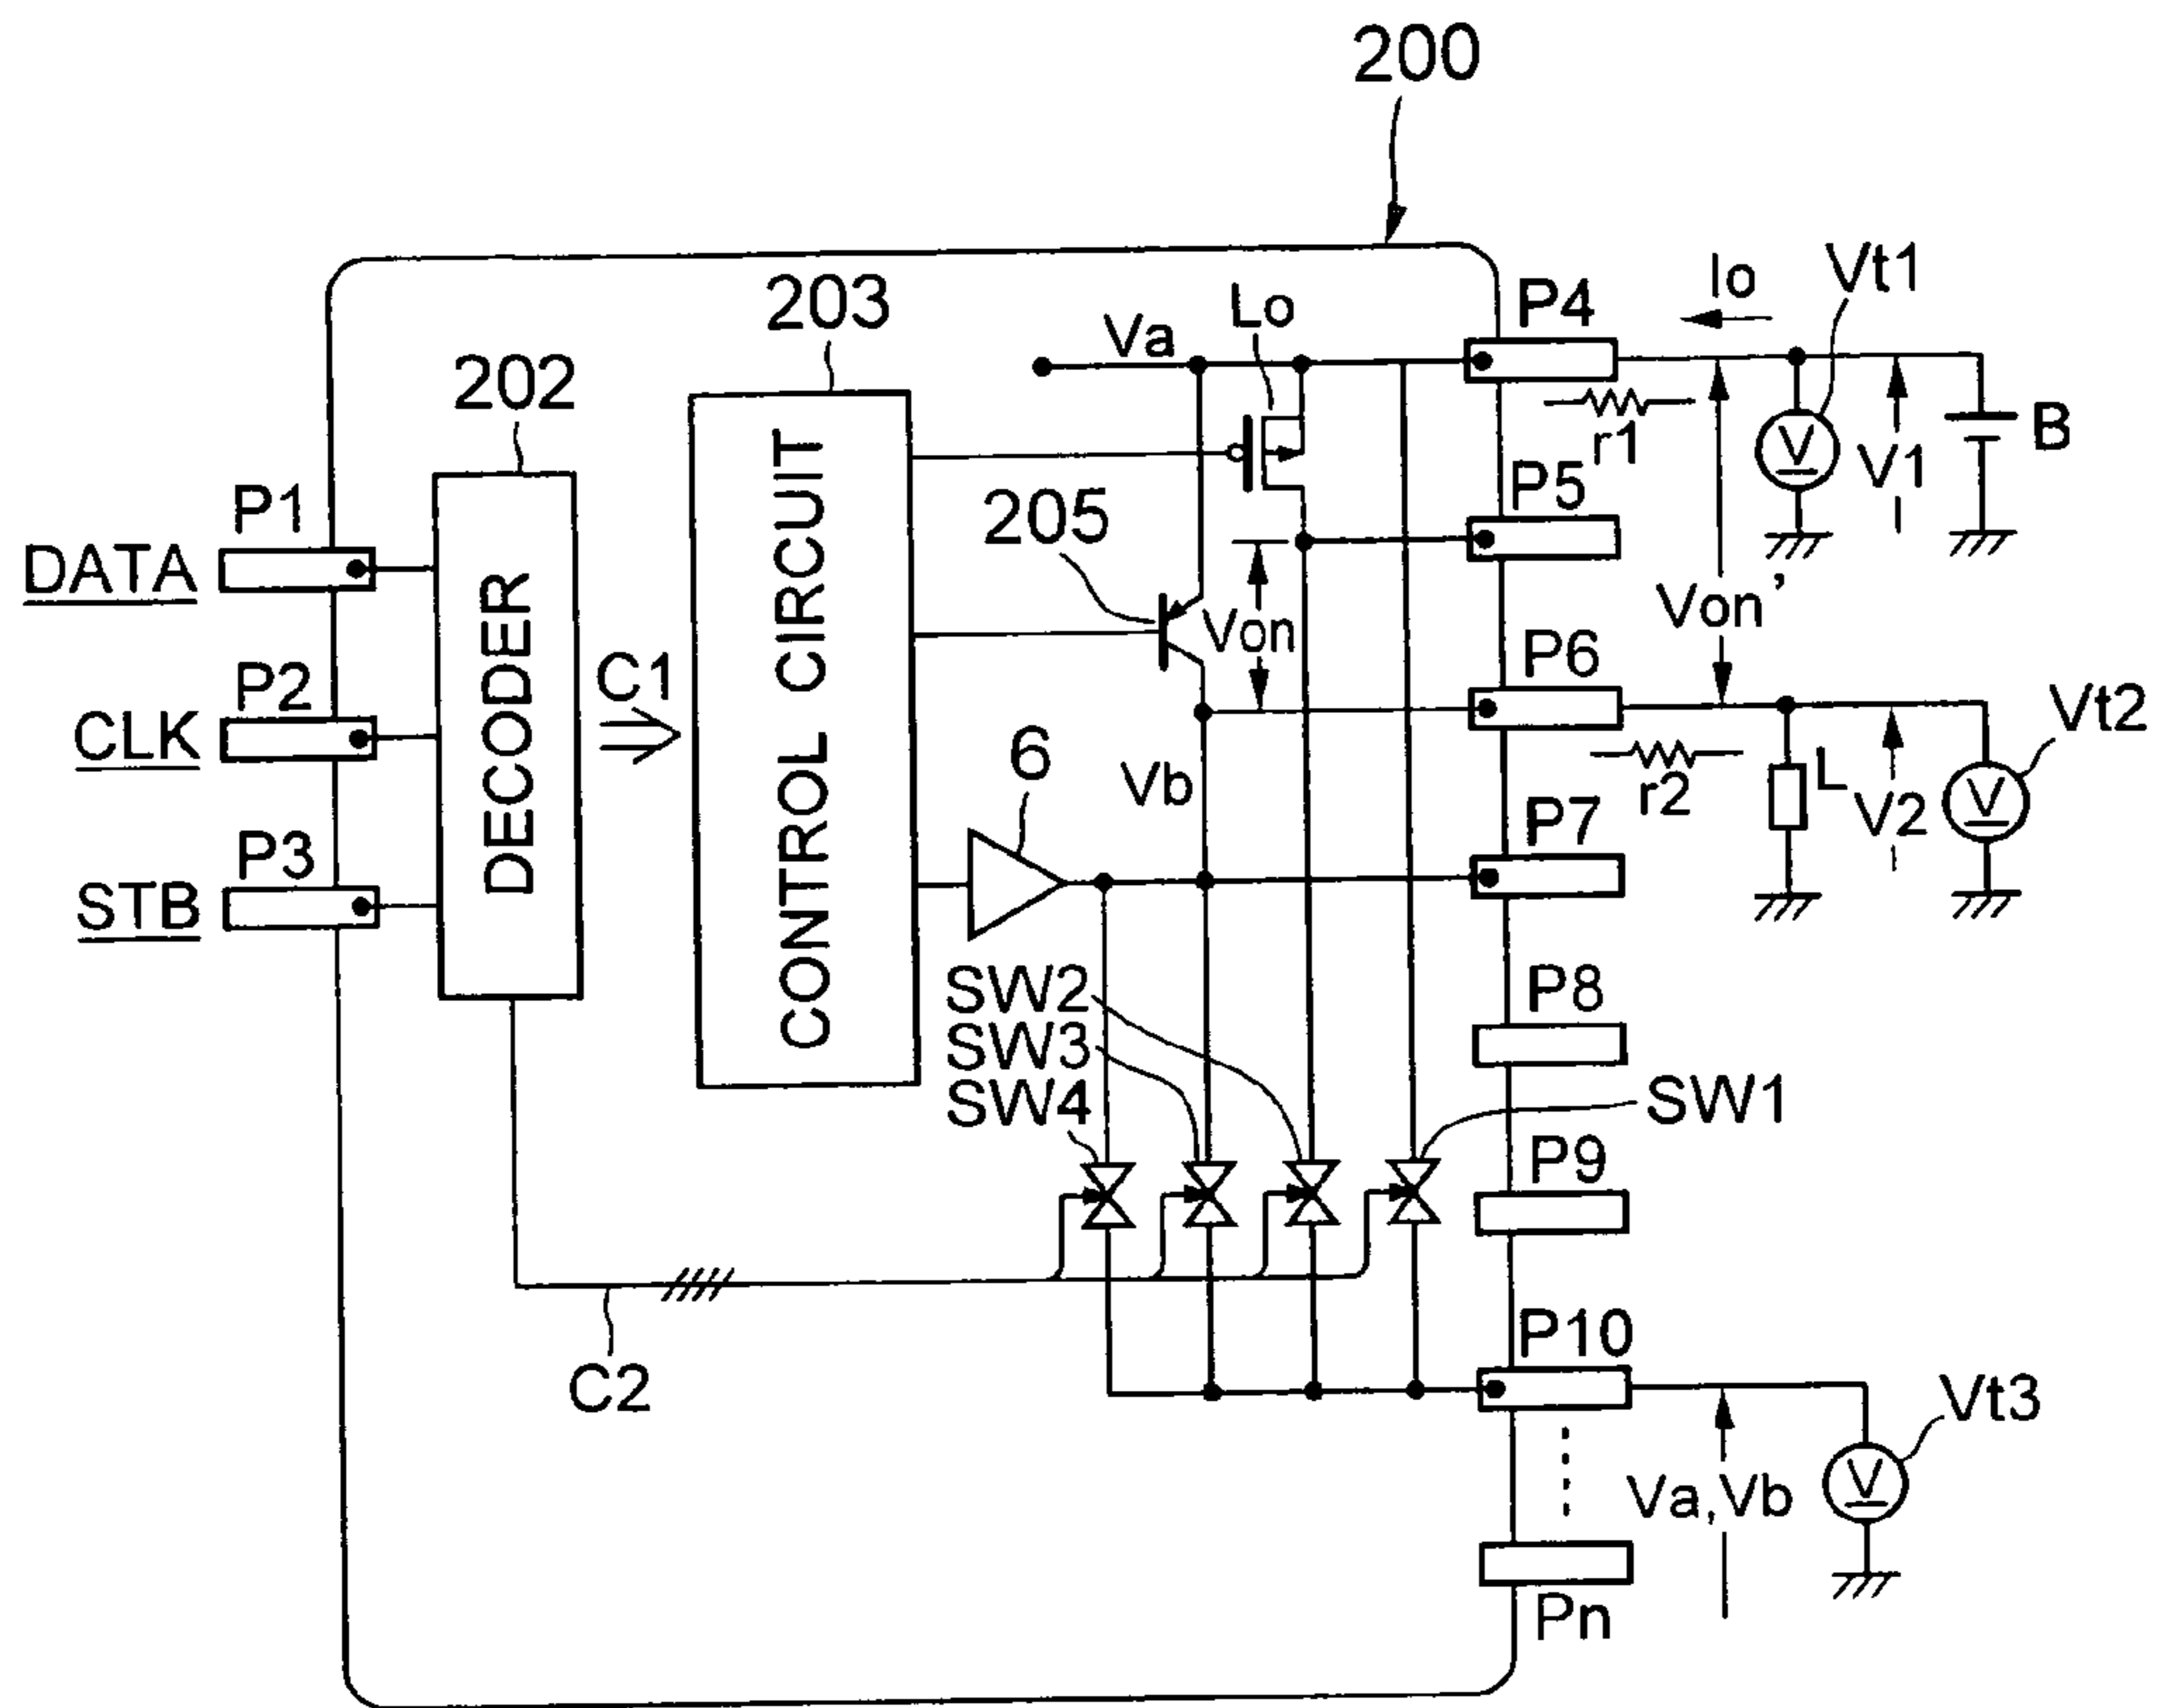 200
203
202
Va
Lo
P4
Io
Vt1
r1
V1
B
P1
DATA
205
P5
Von
Von'
P2
CLK
DECODER
C1
CONTROL CIRCUIT
P6
Vt2
6
Vb
r2
L
V2
P7
P3
STB
SW2
SW3
SW4
P8
SW1
P9
P10
C2
Vt3
Va,Vb
Pn
V
V
V